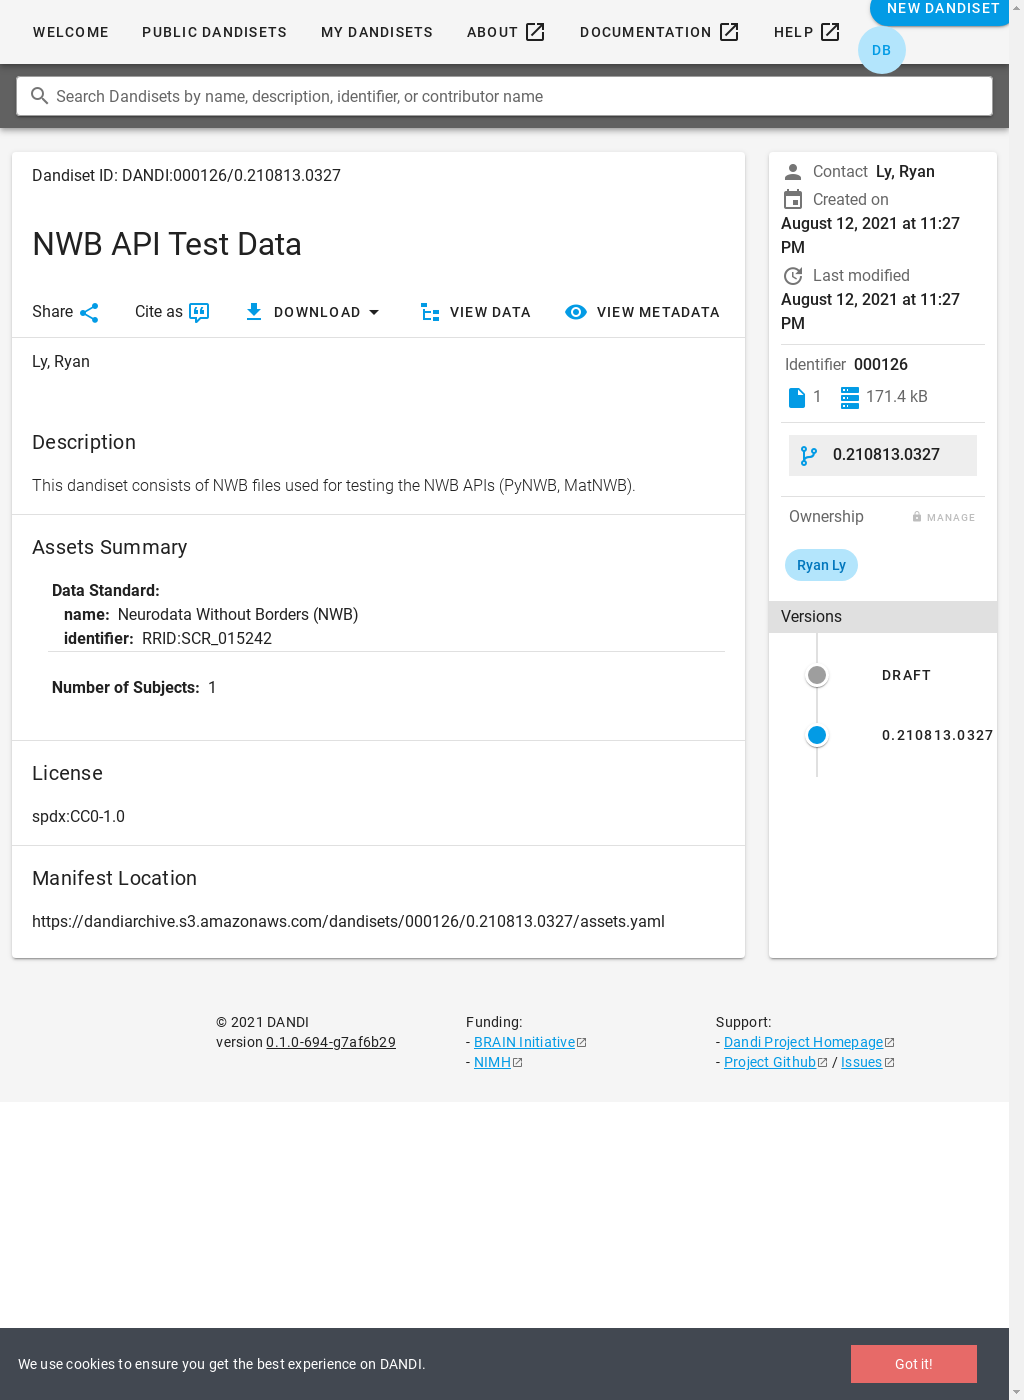 WELCOME PUBLIC DANDISETS MY DANDISETS ABOUT DOCUMENTATION HELP NEW DANDISET
DB
Search Dandisets by name, description, identifier, or contributor name
Dandiset ID: DANDI:000126/0.210813.0327
NWB API Test Data
Share Cite as DOWNLOAD VIEW DATA VIEW METADATA
Ly, Ryan
Description
This dandiset consists of NWB files used for testing the NWB APIs (PyNWB, MatNWB).
Assets Summary
Data Standard:
name: Neurodata Without Borders (NWB)
identifier: RRID:SCR_015242
Number of Subjects: 1
License
spdx:CC0-1.0
Manifest Location
https://dandiarchive.s3.amazonaws.com/dandisets/000126/0.210813.0327/assets.yaml
Contact Ly, Ryan
Created on
August 12, 2021 at 11:27
PM
Last modified
August 12, 2021 at 11:27
PM
Identifier 000126
1 171.4 kB
0.210813.0327
Ownership MANAGE
Ryan Ly
Versions
DRAFT
0.210813.0327
© 2021 DANDI
version 0.1.0-694-g7af6b29
Funding:
- BRAIN Initiative
- NIMH
Support:
- Dandi Project Homepage
- Project Github / Issues
We use cookies to ensure you get the best experience on DANDI.
Got it!